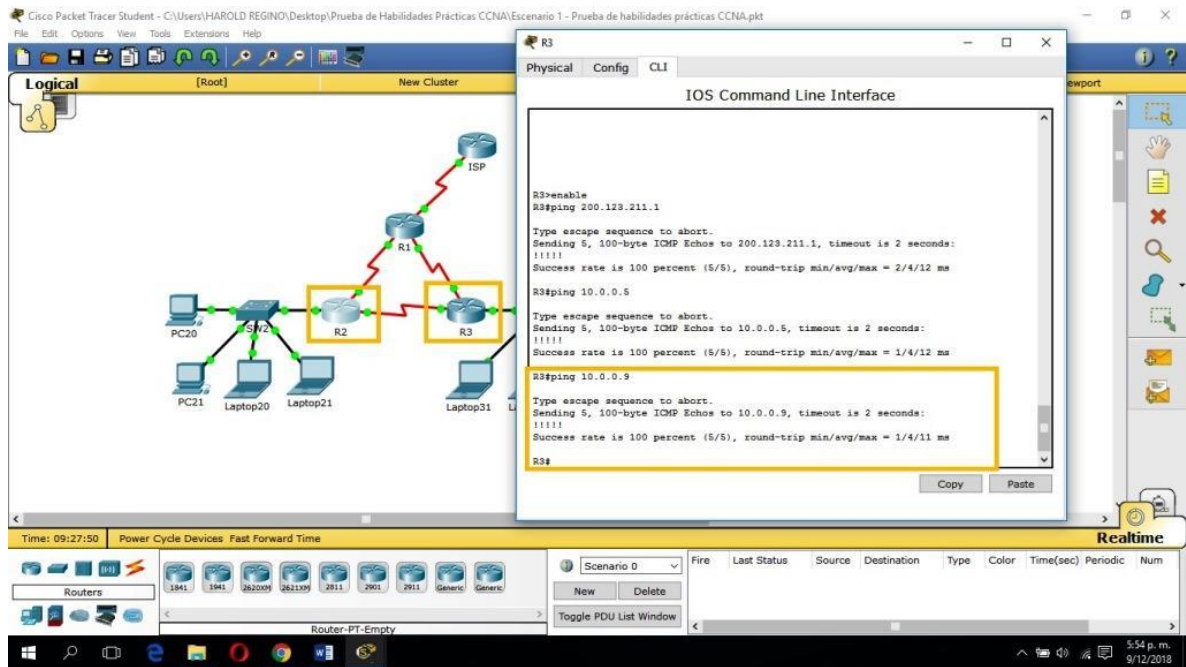 Cisco Packet Tracer Student - C:\Users\HAROLD REGINO\Desktop\Prueba de Habilidades Prácticas CCNA\Escenario 1 - Prueba de habilidades prácticas CCNA.pkt
File Edit Options View Tools Extensions Help
Logical [Root] New Cluster ewport
ISP
R1
PC20
SW2
R2
R3
PC21
Laptop20
Laptop21
Laptop31
R3
Physical Config CLI
IOS Command Line Interface
R3>enable
R3#ping 200.123.211.1
Type escape sequence to abort.
Sending 5, 100-byte ICMP Echos to 200.123.211.1, timeout is 2 seconds:
!!!!!
Success rate is 100 percent (5/5), round-trip min/avg/max = 2/4/12 ms
R3#ping 10.0.0.5
Type escape sequence to abort.
Sending 5, 100-byte ICMP Echos to 10.0.0.5, timeout is 2 seconds:
!!!!!
Success rate is 100 percent (5/5), round-trip min/avg/max = 1/4/12 ms
R3#ping 10.0.0.9
Type escape sequence to abort.
Sending 5, 100-byte ICMP Echos to 10.0.0.9, timeout is 2 seconds:
!!!!!
Success rate is 100 percent (5/5), round-trip min/avg/max = 1/4/11 ms
R3#
Copy Paste
Time: 09:27:50 Power Cycle Devices Fast Forward Time Realtime
Routers
1841 1941 2620XM 2621XM 2811 2901 2911 Generic Generic
Router-PT-Empty
Scenario 0
New Delete
Toggle PDU List Window
Fire Last Status Source Destination Type Color Time(sec) Periodic Num
5:54 p. m.
9/12/2018